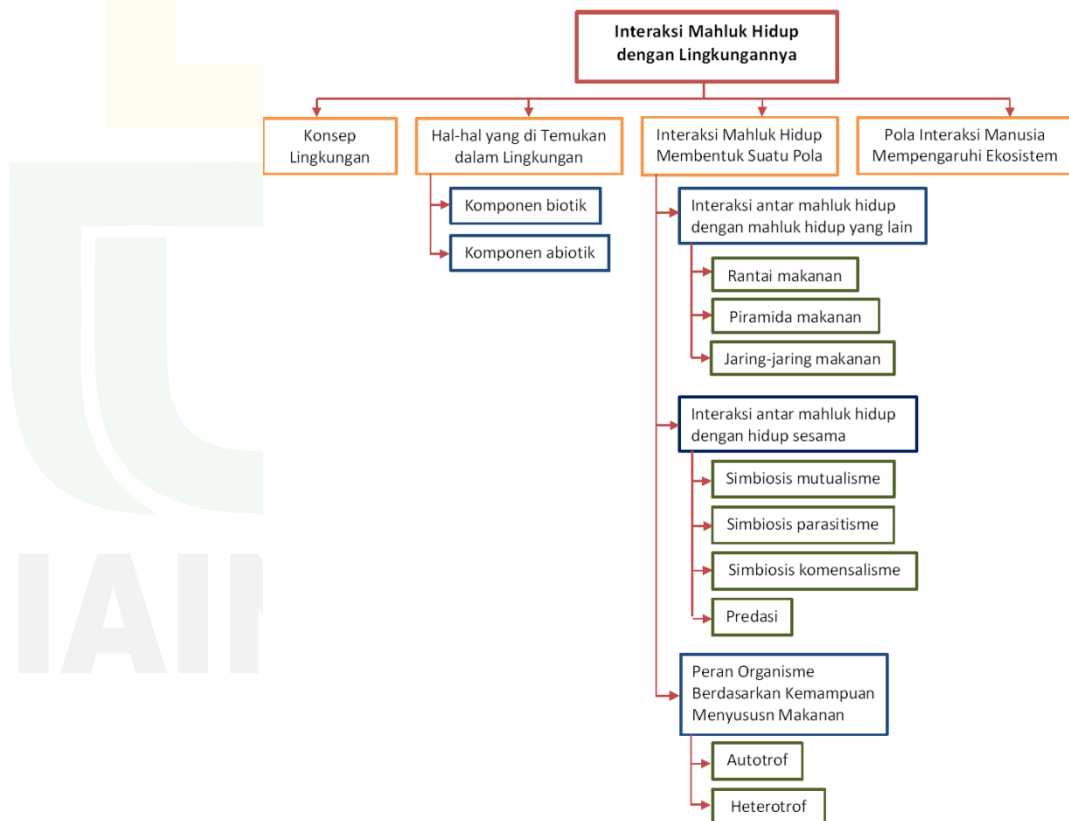 Interaksi Mahluk Hidup
dengan Lingkungannya
Konsep
Lingkungan
Hal-hal yang di Temukan
dalam Lingkungan
Interaksi Mahluk Hidup
Membentuk Suatu Pola
Pola Interaksi Manusia
Mempengaruhi Ekosistem
Komponen biotik
Komponen abiotik
Interaksi antar mahluk hidup
dengan mahluk hidup yang lain
Rantai makanan
Piramida makanan
Jaring-jaring makanan
Interaksi antar mahluk hidup
dengan hidup sesama
Simbiosis mutualisme
Simbiosis parasitisme
Simbiosis komensalisme
Predasi
Peran Organisme
Berdasarkan Kemampuan
Menyususn Makanan
Autotrof
Heterotrof
IAIN